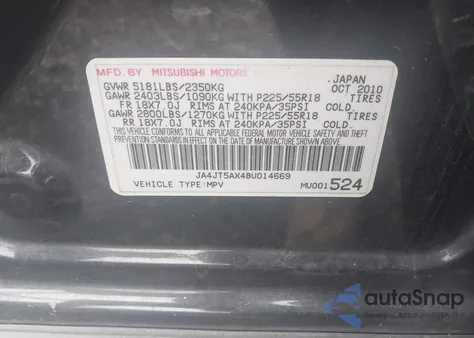 MFD. BY MITSUBISHI MOTORS
JAPAN
GVWR 5181LBS/2350KG OCT 2010
GAWR 2403LBS/1090KG WITH P225/55R18 TIRES
FR 18X7.0J RIMS AT 240KPA/35PSI COLD.
GAWR 2800LBS/1270KG WITH P225/55R18 TIRES
RR 18X7.0J RIMS AT 240KPA/35PSI COLD.
THIS VEHICLE CONFORMS TO ALL APPLICABLE
FEDERAL MOTOR VEHICLE SAFETY AND THEFT
PREVENTION STANDARDS IN EFFECT ON THE
DATE OF MANUFACTURE SHOWN ABOVE.
JA4JT5AX4BU014669
VEHICLE TYPE:MPV MU001524
autoSnap
POWERED BY